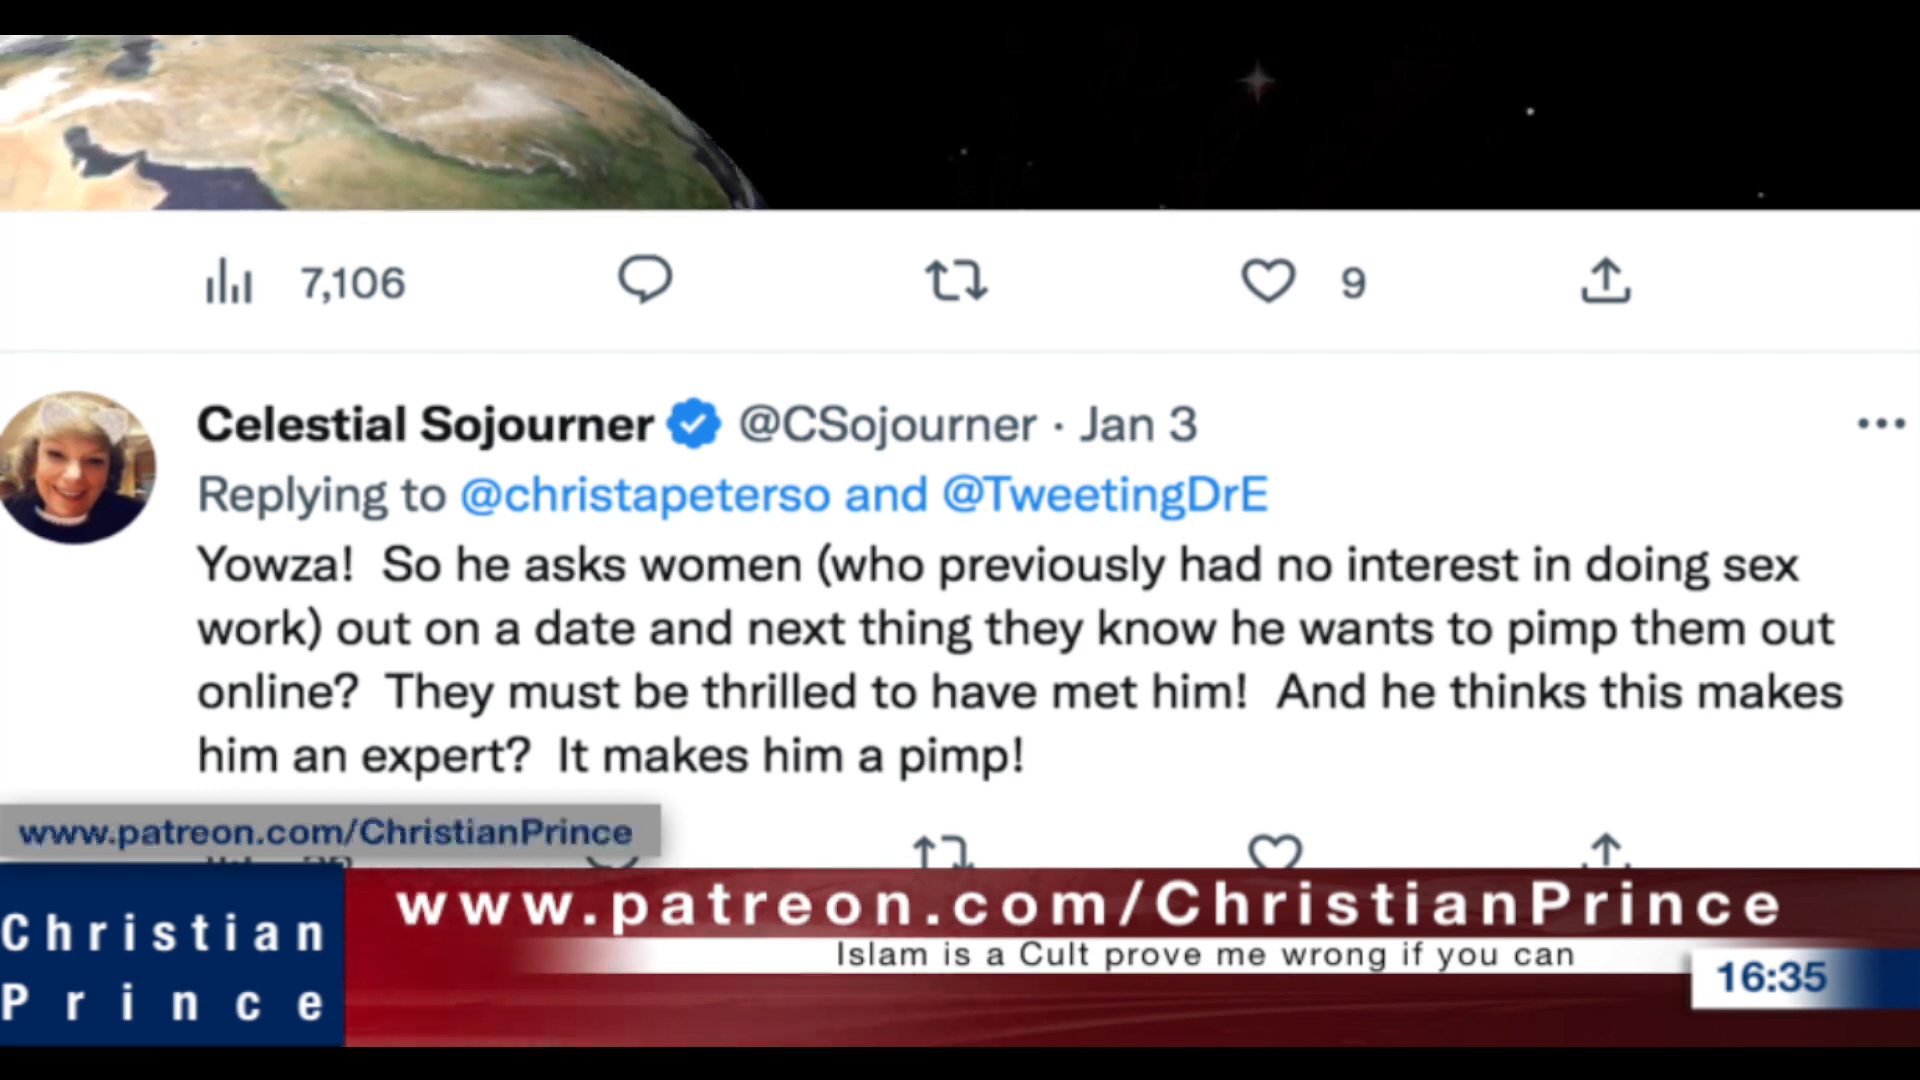 7,106
9
Celestial Sojourner @CSojourner · Jan 3
Replying to @christapeterso and @TweetingDrE
Yowza! So he asks women (who previously had no interest in doing sex
work) out on a date and next thing they know he wants to pimp them out
online? They must be thrilled to have met him! And he thinks this makes
him an expert? It makes him a pimp!
www.patreon.com/ChristianPrince
Christian
Prince
www.patreon.com/ChristianPrince
Islam is a Cult prove me wrong if you can
16:35